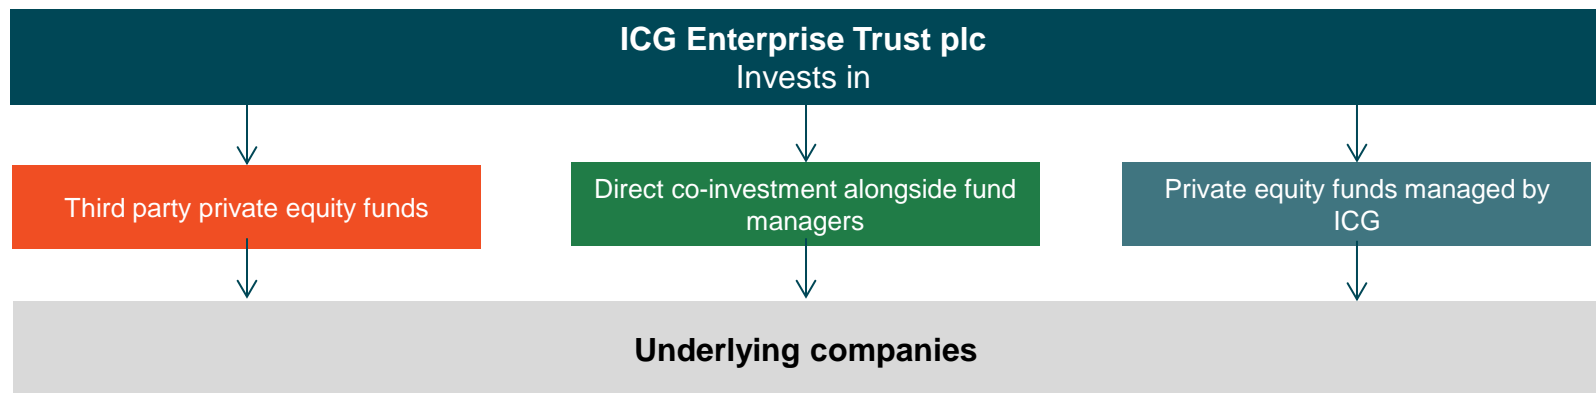 ICG Enterprise Trust plc
Invests in
Third party private equity funds
Direct co-investment alongside fund
managers
Private equity funds managed by
ICG
Underlying companies